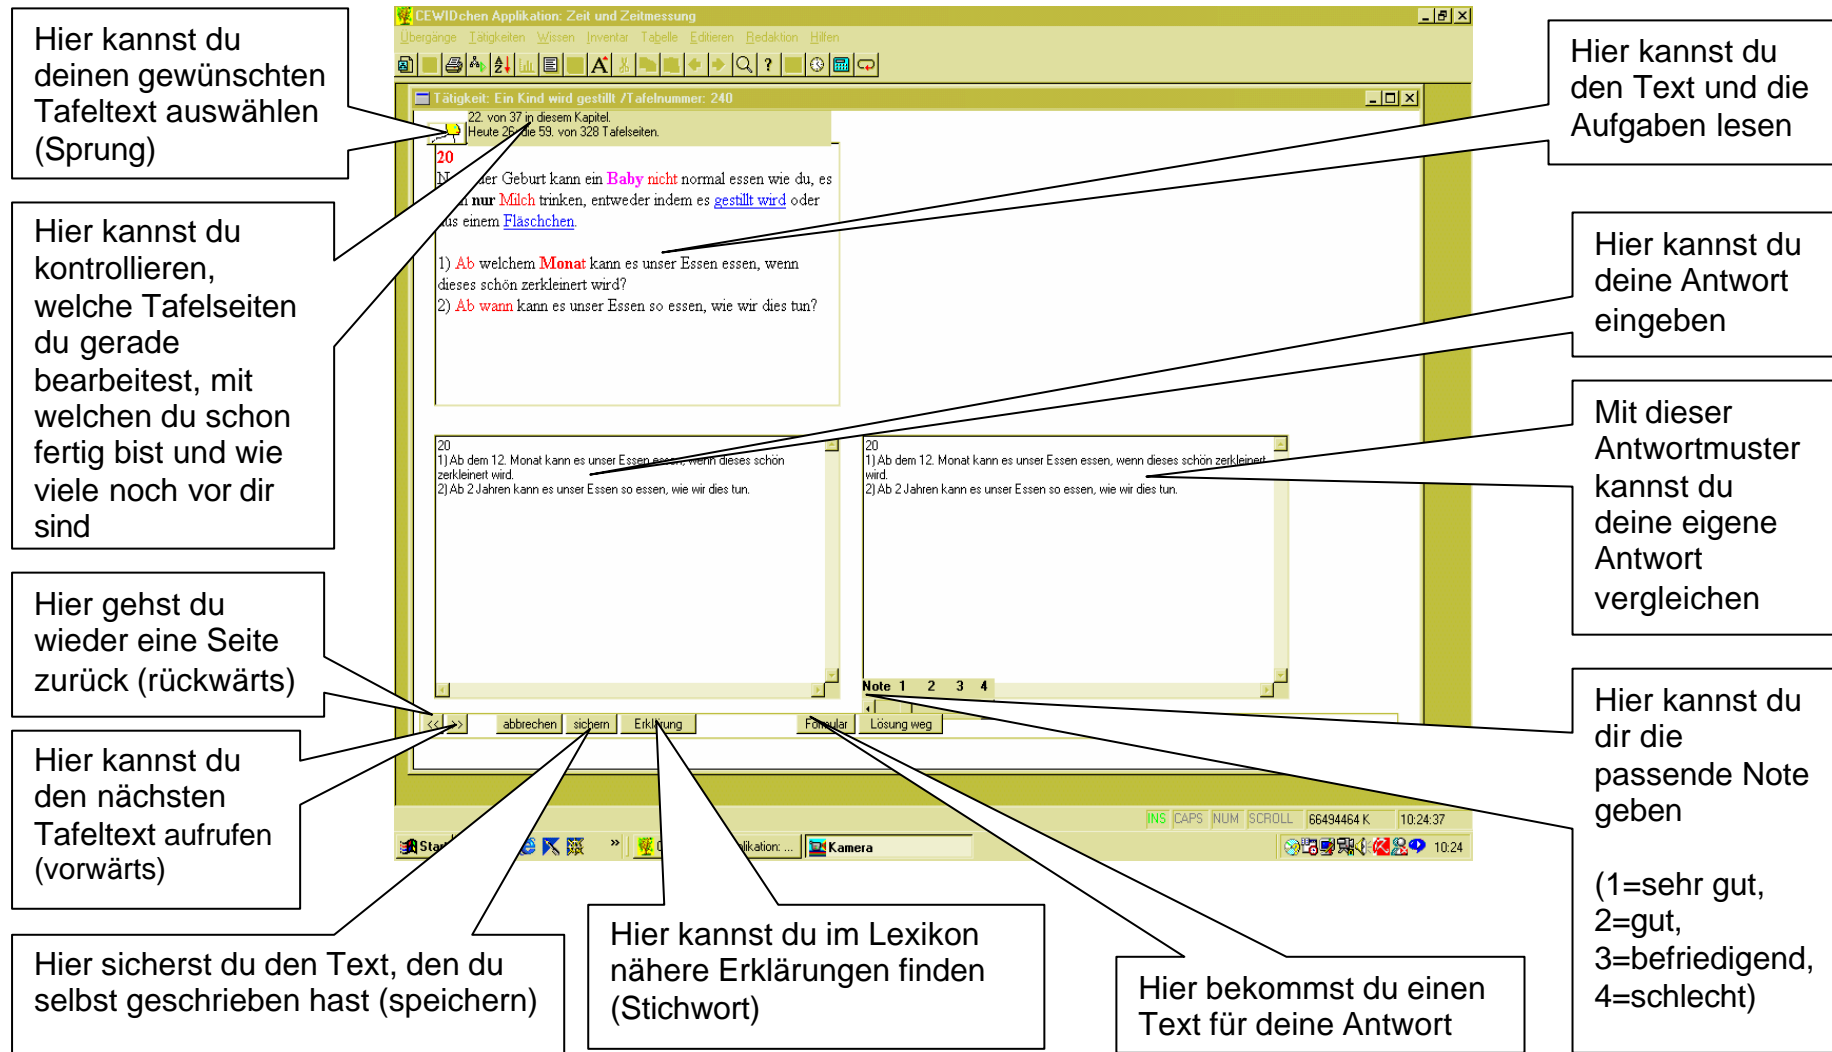 Hier kannst du
deinen gewünschten
Tafeltext auswählen
(Sprung)
Hier kannst du
kontrollieren,
welche Tafelseiten
du gerade
bearbeitest, mit
welchen du schon
fertig bist und wie
viele noch vor dir
sind
Hier gehst du
wieder eine Seite
zurück (rückwärts)
Hier kannst du
den nächsten
Tafeltext aufrufen
(vorwärts)
Hier sicherst du den Text, den du
selbst geschrieben hast (speichern)
CEWIDchen Applikation: Zeit und Zeitmessung
Übergänge Tätigkeiten Wissen Inventar Tabelle Editieren Redaktion Hilfen
Tätigkeit: Ein Kind wird gestillt /Tafelnummer: 240
22. von 37 in diesem Kapitel.
Heute 26, die 59. von 328 Tafelseiten.
20
der Geburt kann ein Baby nicht normal essen wie du, es
nur Milch trinken, entweder indem es gestillt wird oder
aus einem Fläschchen.
1) Ab welchem Monat kann es unser Essen essen, wenn
dieses schön zerkleinert wird?
2) Ab wann kann es unser Essen so essen, wie wir dies tun?
20
1) Ab dem 12. Monat kann es unser Essen essen, wenn dieses schön
zerkleinert wird.
2) Ab 2 Jahren kann es unser Essen so essen, wie wir dies tun.
20
1) Ab dem 12. Monat kann es unser Essen essen, wenn dieses schön zerkleinert
wird.
2) Ab 2 Jahren kann es unser Essen so essen, wie wir dies tun.
Note 1 2 3 4
<< >> abbrechen sichern Erklärung Formular Lösung weg
INS CAPS NUM SCROLL 66494464 K 10:24:37
Start » Kamera 10:24
Hier kannst du im Lexikon
nähere Erklärungen finden
(Stichwort)
Hier bekommst du einen
Text für deine Antwort
Hier kannst du
den Text und die
Aufgaben lesen
Hier kannst du
deine Antwort
eingeben
Mit dieser
Antwortmuster
kannst du
deine eigene
Antwort
vergleichen
Hier kannst du
dir die
passende Note
geben
(1=sehr gut,
2=gut,
3=befriedigend,
4=schlecht)